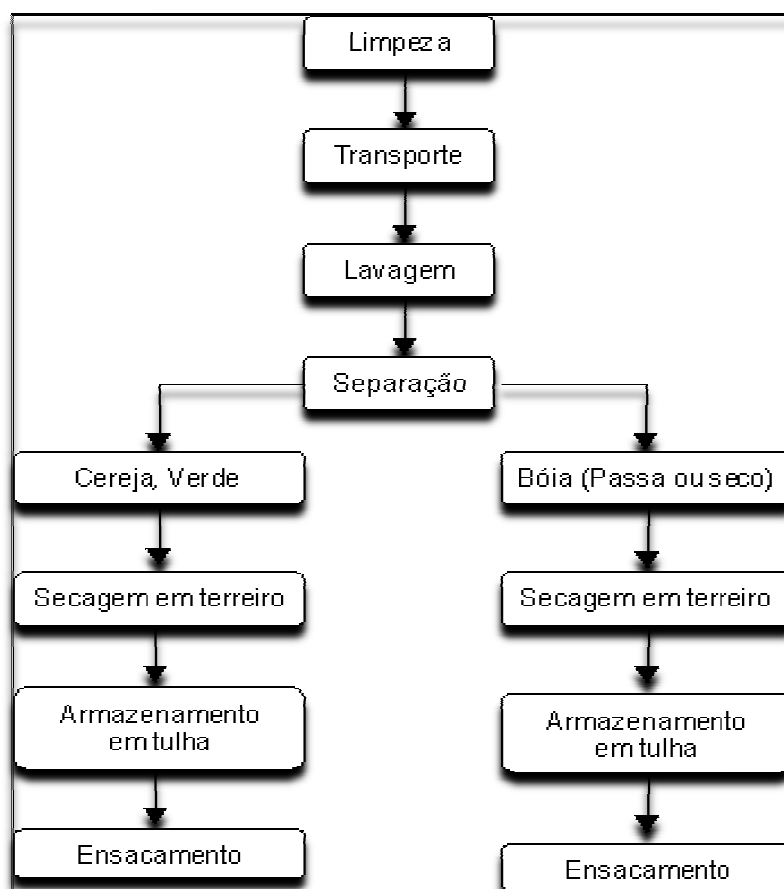 Limpeza
Transporte
Lavagem
Separação
Cereja, Verde
Bóia (Passa ou seco)
Secagem em terreiro
Secagem em terreiro
Armazenamento
em tulha
Armazenamento
em tulha
Ensacamento
Ensacamento